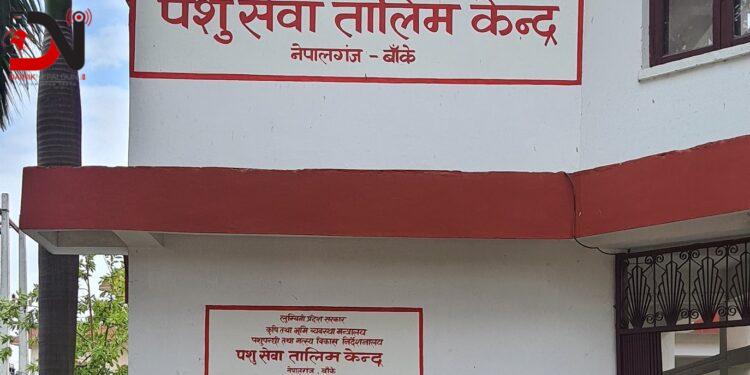 पशु सेवा तालिम केन्द्र
नेपालगंज - बाँके
लुम्बिनी प्रदेश सरकार
कृषि तथा भूमि व्यवस्था मन्त्रालय
पशुपन्छी तथा मत्स्य विकास निर्देशनालय
पशु सेवा तालिम केन्द्र
नेपालगंज, बाँके